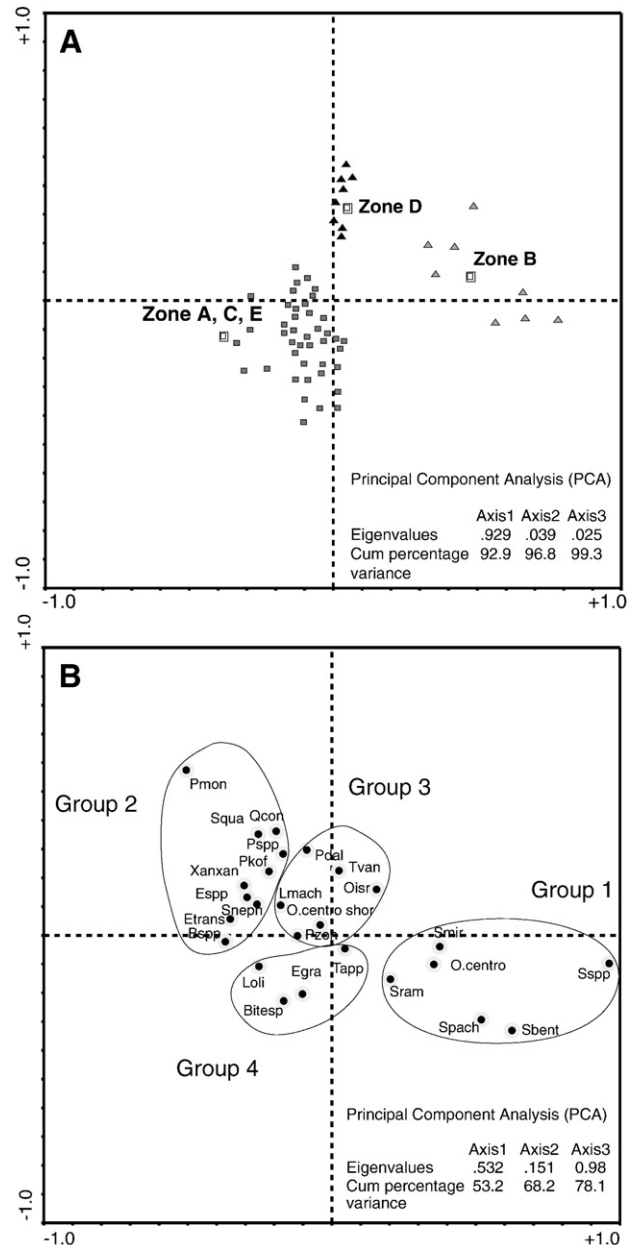 +1.0
A
Zone D
Zone B
Zone A, C, E
Principal Component Analysis (PCA)
Axis1 Axis2 Axis3
Eigenvalues .929 .039 .025
Cum percentage 92.9 96.8 99.3
variance
-1.0
-1.0 +1.0
+1.0
B
Pmon
Group 2
Group 3
Squa Qcon
Pspp
Pcal
Pkof
Tvan
Xanxan
Oisr
Espp
Lmach
Group 1
Sneph
O.centro shor
Etrans
Bspp
Pzoh
Smir
Tapp
O.centro
Sspp
Loli
Egra
Sram
Bitesp
Spach
Sbent
Group 4
Principal Component Analysis (PCA)
Axis1 Axis2 Axis3
Eigenvalues .532 .151 0.98
Cum percentage 53.2 68.2 78.1
variance
-1.0
-1.0 +1.0